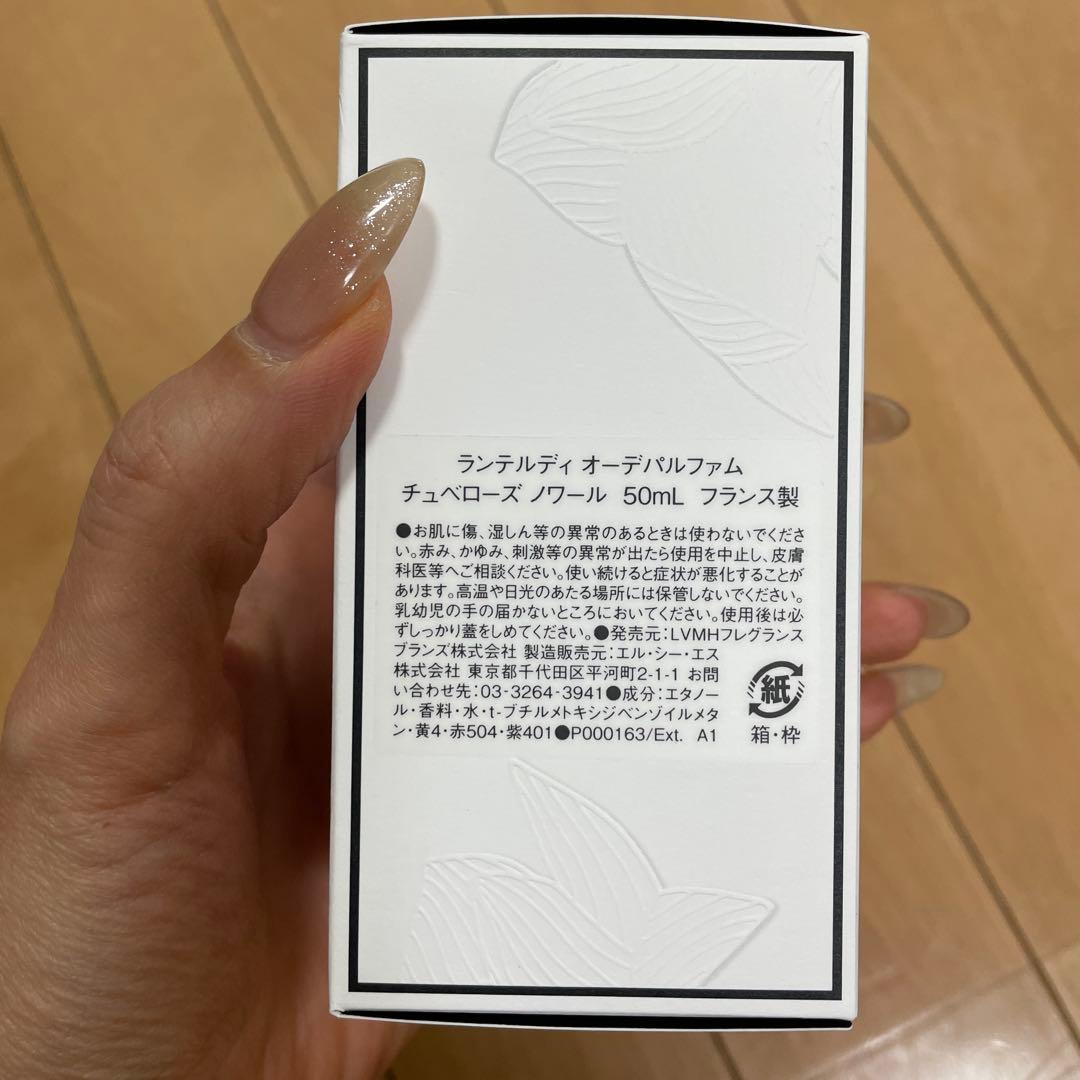 ランテルディ オーデパルファム
チュベローズ ノワール 50mL フランス製
●お肌に傷、湿しん等の異常のあるときは使わないでくださ
い。赤み、かゆみ、刺激等の異常が出たら使用を中止し、皮膚
科医等へご相談ください。使い続けると症状が悪化することが
あります。高温や日光のあたる場所には保管しないでください。
乳幼児の手の届かないところにおいてください。使用後は必
ずしっかり蓋をしめてください。●発売元：LVMHフレグランス
ブランズ株式会社 製造販売元：エル・シー・エス
株式会社 東京都千代田区平河町2-1-1 お問
い合わせ先：03-3264-3941●成分：エタノー
ル・香料・水・t-ブチルメトキシジベンゾイルメタ
ン・黄4・赤504・紫401●P000163/Ext. A1
紙
箱・枠